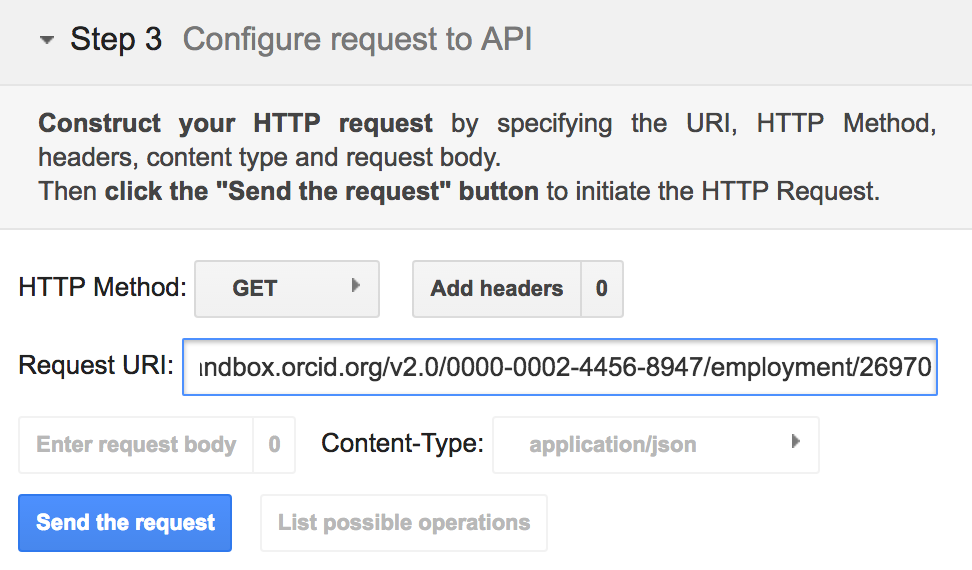 Step 3 Configure request to API
Construct your HTTP request by specifying the URI, HTTP Method,
headers, content type and request body.
Then click the "Send the request" button to initiate the HTTP Request.
HTTP Method: GET Add headers 0
Request URI: ndbox.orcid.org/v2.0/0000-0002-4456-8947/employment/26970
Enter request body 0 Content-Type: application/json
Send the request List possible operations